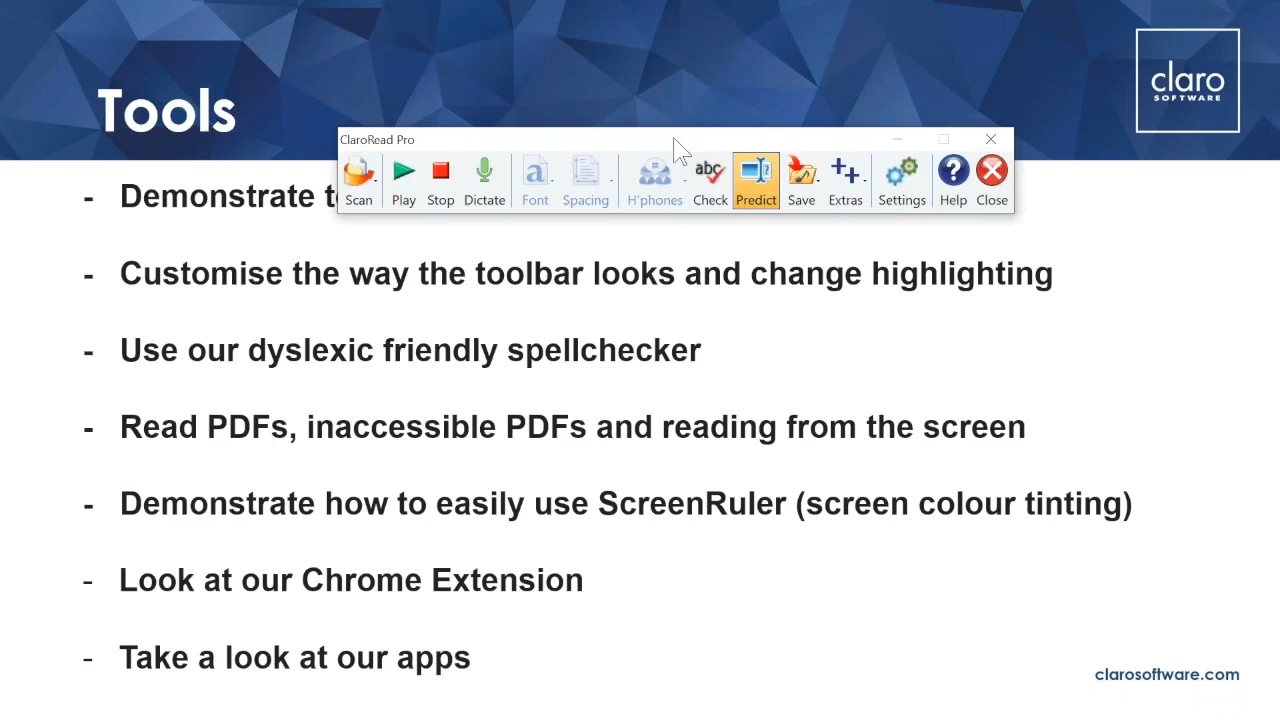 claro
SOFTWARE
Tools
ClaroRead Pro
abc
a
Scan Play Stop Dictate Font Spacing H'phones Check Predict Save Extras Settings Help Close
- Demonstrate
- Customise the way the toolbar looks and change highlighting
- Use our dyslexic friendly spellchecker
- Read PDFs, inaccessible PDFs and reading from the screen
- Demonstrate how to easily use ScreenRuler (screen colour tinting)
- Look at our Chrome Extension
- Take a look at our apps
clarosoftware.com